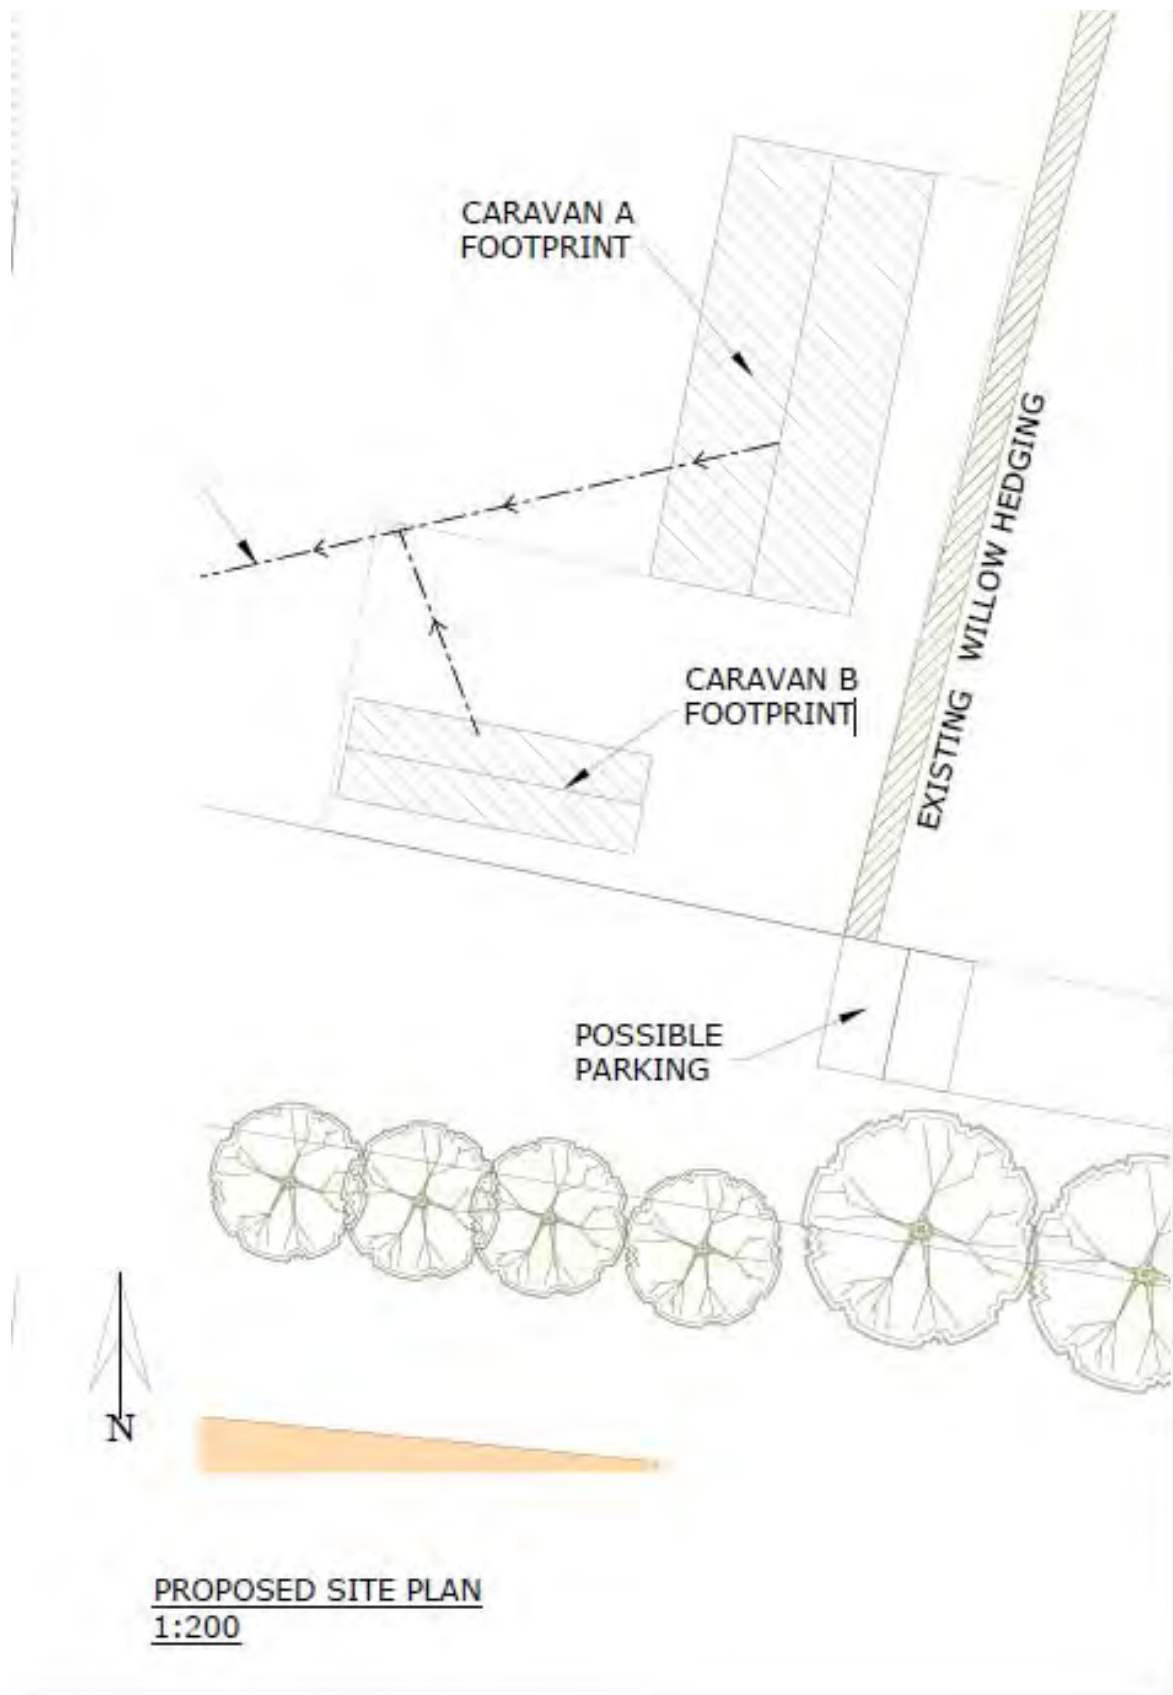 CARAVAN A
FOOTPRINT
EXISTING WILLOW HEDGING
CARAVAN B
FOOTPRINT
POSSIBLE
PARKING
N
PROPOSED SITE PLAN
1:200